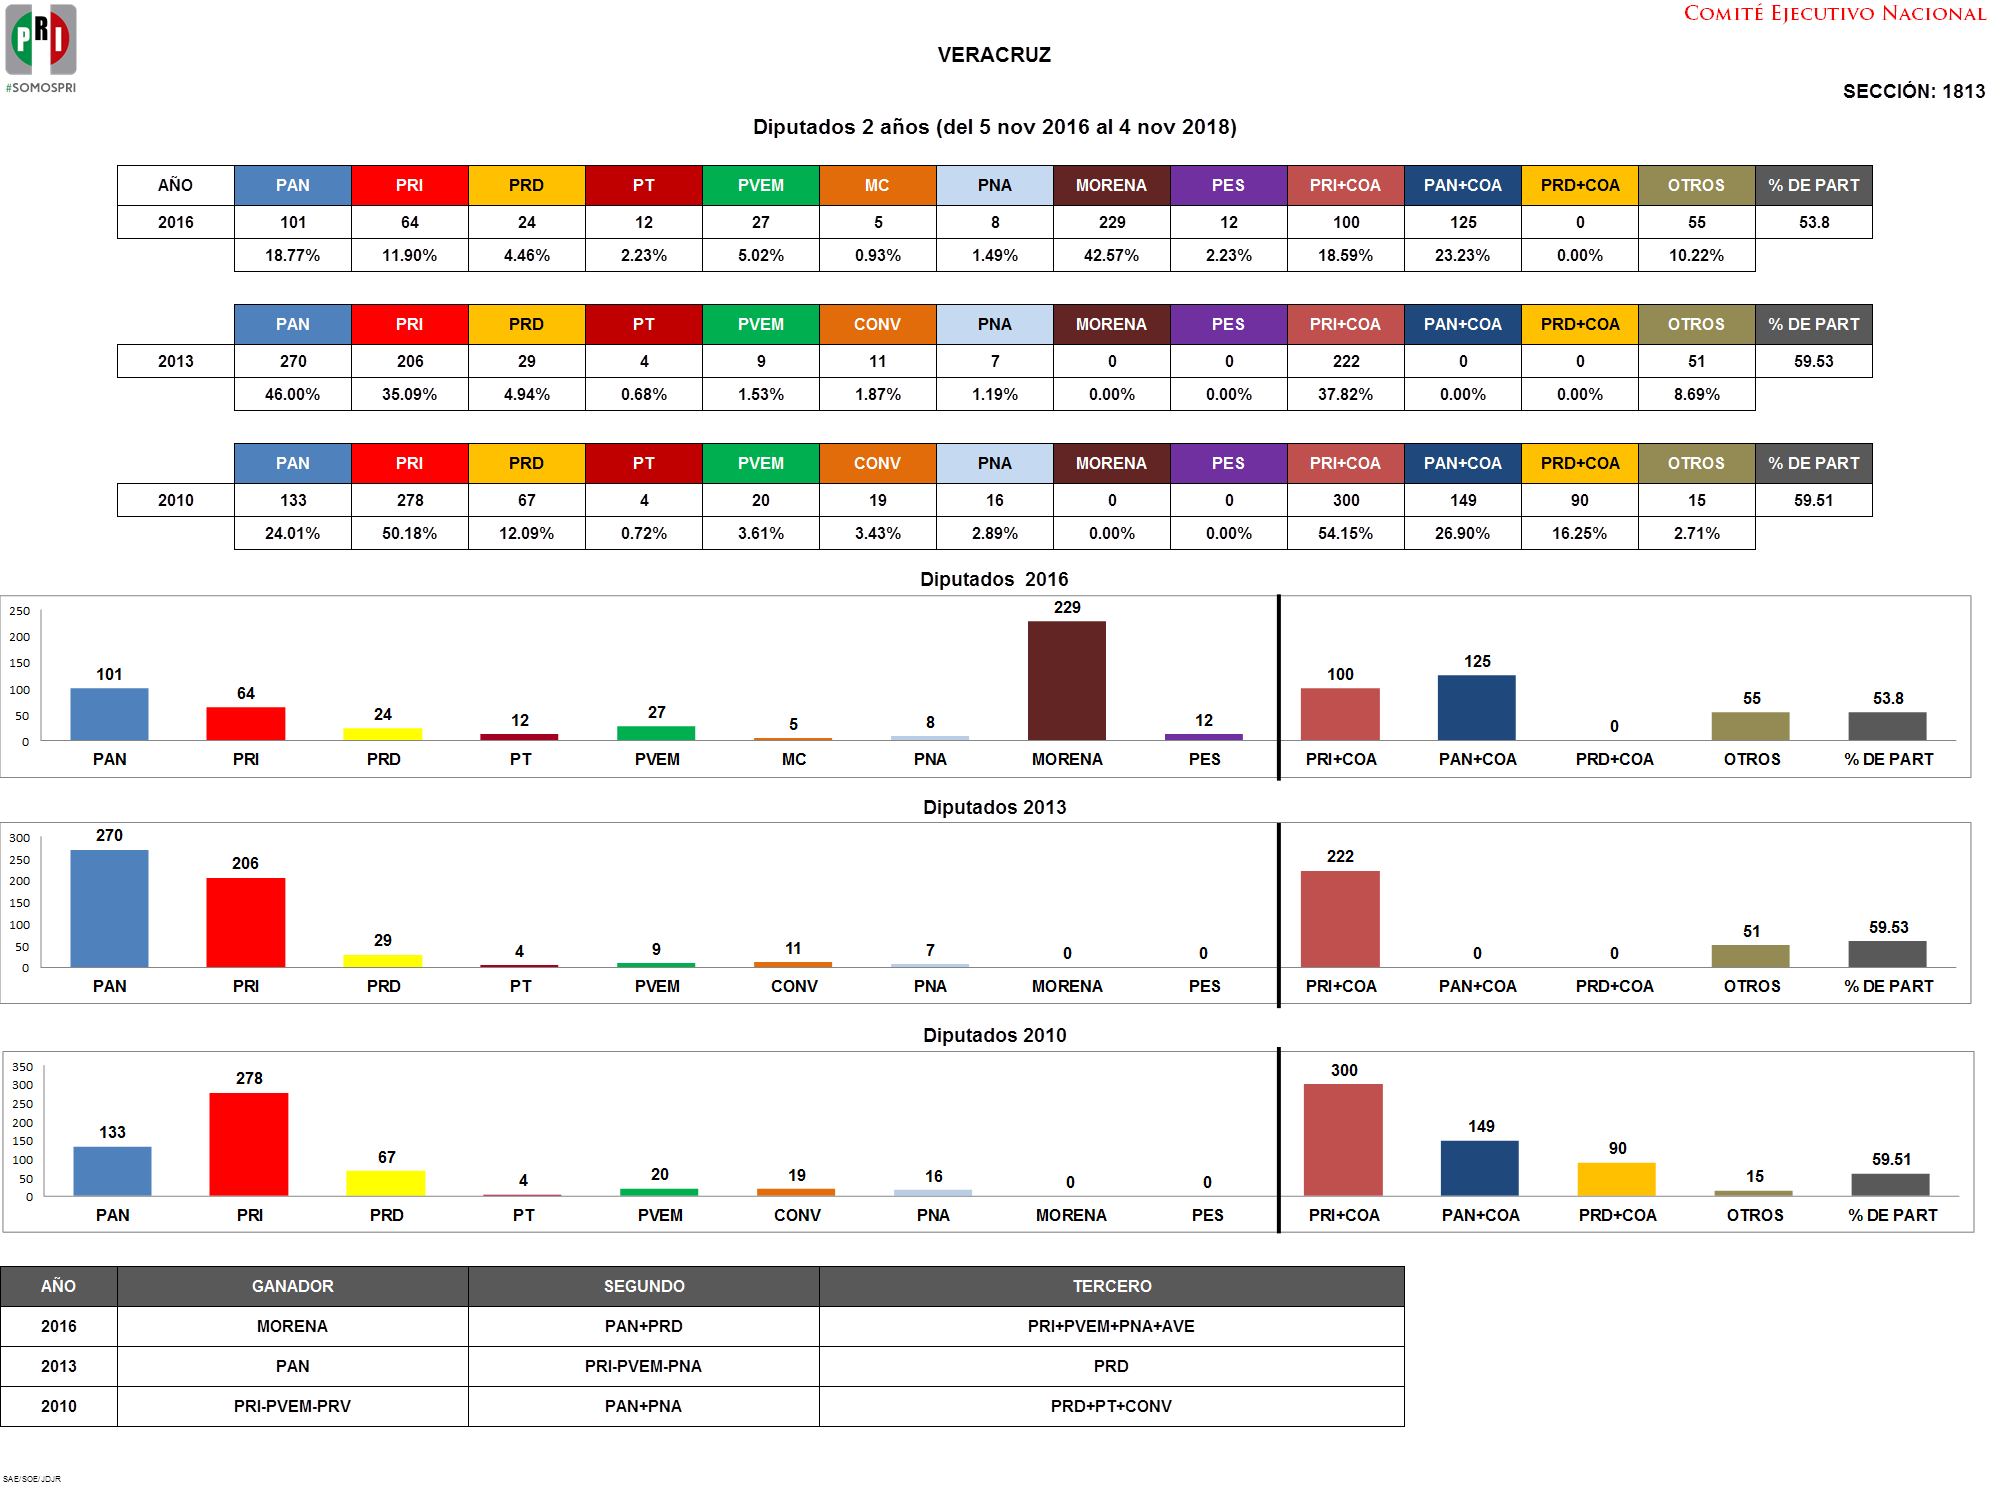 PRI
#SOMOSPRI
COMITÉ EJECUTIVO NACIONAL
VERACRUZ
SECCIÓN: 1813
Diputados 2 años (del 5 nov 2016 al 4 nov 2018)
AÑO PAN PRI PRD PT PVEM MC PNA MORENA PES PRI+COA PAN+COA PRD+COA OTROS % DE PART
2016 101 64 24 12 27 5 8 229 12 100 125 0 55 53.8
18.77% 11.90% 4.46% 2.23% 5.02% 0.93% 1.49% 42.57% 2.23% 18.59% 23.23% 0.00% 10.22%
PAN PRI PRD PT PVEM CONV PNA MORENA PES PRI+COA PAN+COA PRD+COA OTROS % DE PART
2013 270 206 29 4 9 11 7 0 0 222 0 0 51 59.53
46.00% 35.09% 4.94% 0.68% 1.53% 1.87% 1.19% 0.00% 0.00% 37.82% 0.00% 0.00% 8.69%
PAN PRI PRD PT PVEM CONV PNA MORENA PES PRI+COA PAN+COA PRD+COA OTROS % DE PART
2010 133 278 67 4 20 19 16 0 0 300 149 90 15 59.51
24.01% 50.18% 12.09% 0.72% 3.61% 3.43% 2.89% 0.00% 0.00% 54.15% 26.90% 16.25% 2.71%
Diputados 2016
250
200
150
100
50
0
101 64 24 12 27 5 8 229 12 100 125 0 55 53.8
PAN PRI PRD PT PVEM MC PNA MORENA PES PRI+COA PAN+COA PRD+COA OTROS % DE PART
Diputados 2013
300
250
200
150
100
50
0
270 206 29 4 9 11 7 0 0 222 0 0 51 59.53
PAN PRI PRD PT PVEM CONV PNA MORENA PES PRI+COA PAN+COA PRD+COA OTROS % DE PART
Diputados 2010
350
300
250
200
150
100
50
0
133 278 67 4 20 19 16 0 0 300 149 90 15 59.51
PAN PRI PRD PT PVEM CONV PNA MORENA PES PRI+COA PAN+COA PRD+COA OTROS % DE PART
AÑO GANADOR SEGUNDO TERCERO
2016 MORENA PAN+PRD PRI+PVEM+PNA+AVE
2013 PAN PRI-PVEM-PNA PRD
2010 PRI-PVEM-PRV PAN+PNA PRD+PT+CONV
SAE/SOE/JDJR